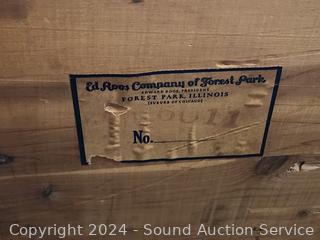 Ed Roos Company of Forest Park
EDWARD ROOS, PRESIDENT
FOREST PARK, ILLINOIS
(SUBURB OF CHICAGO)
No.
Copyright © 2024 - Sound Auction Service